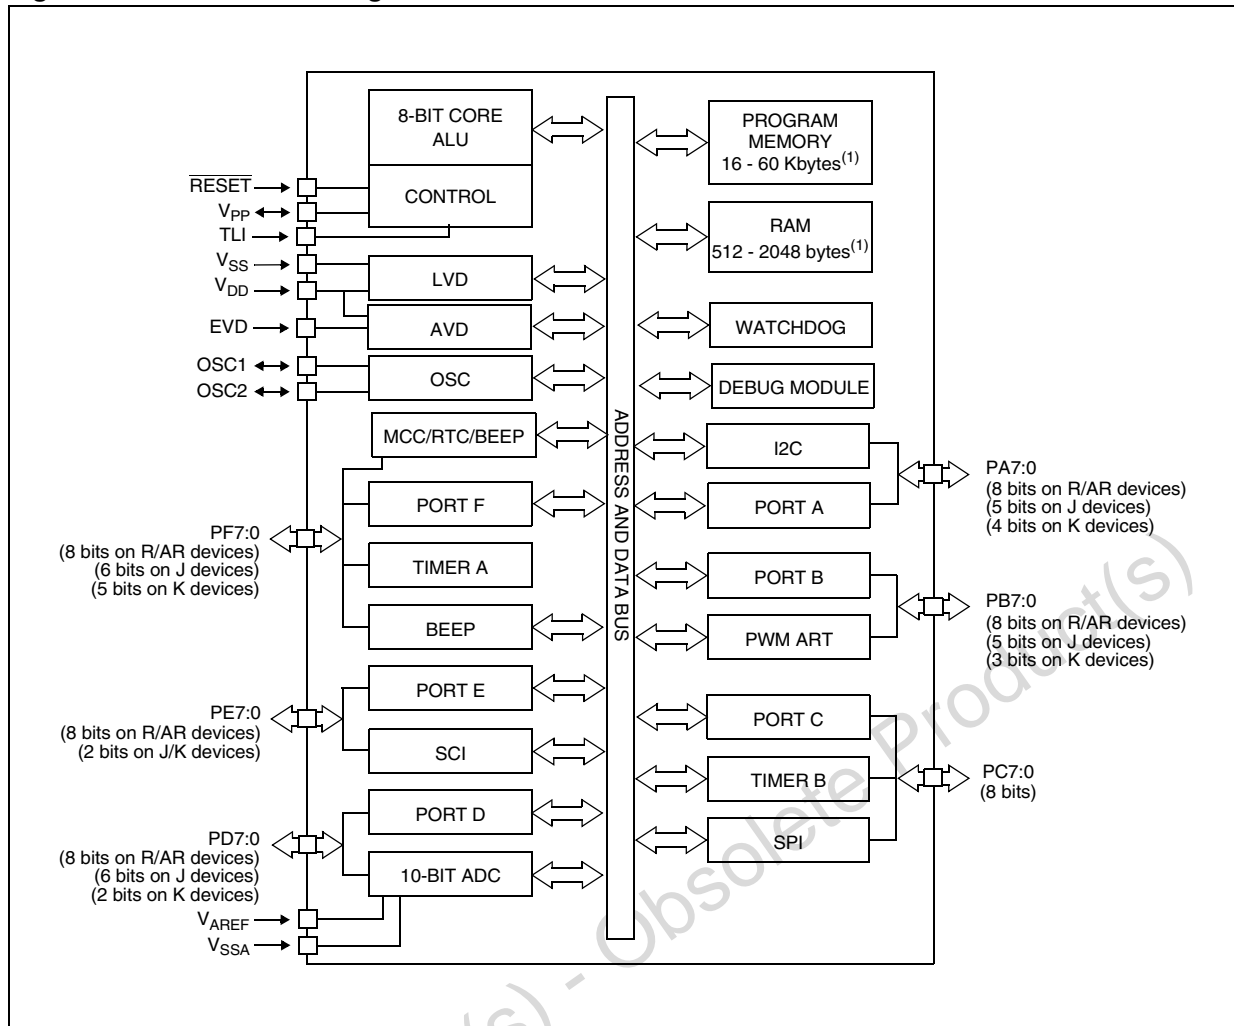 8-BIT CORE
ALU
CONTROL
RESET
VPP
TLI
VSS
VDD
EVD
OSC1
OSC2
LVD
AVD
OSC
MCC/RTC/BEEP
PORT F
TIMER A
BEEP
PF7:0
(8 bits on R/AR devices)
(6 bits on J devices)
(5 bits on K devices)
PORT E
SCI
PE7:0
(8 bits on R/AR devices)
(2 bits on J/K devices)
PORT D
10-BIT ADC
PD7:0
(8 bits on R/AR devices)
(6 bits on J devices)
(2 bits on K devices)
VAREF
VSSA
ADDRESS AND DATA BUS
PROGRAM
MEMORY
16 - 60 Kbytes(1)
RAM
512 - 2048 bytes(1)
WATCHDOG
DEBUG MODULE
I2C
PORT A
PA7:0
(8 bits on R/AR devices)
(5 bits on J devices)
(4 bits on K devices)
PORT B
PWM ART
PB7:0
(8 bits on R/AR devices)
(5 bits on J devices)
(3 bits on K devices)
PORT C
TIMER B
SPI
PC7:0
(8 bits)
(s) - Obsolete Product(s)